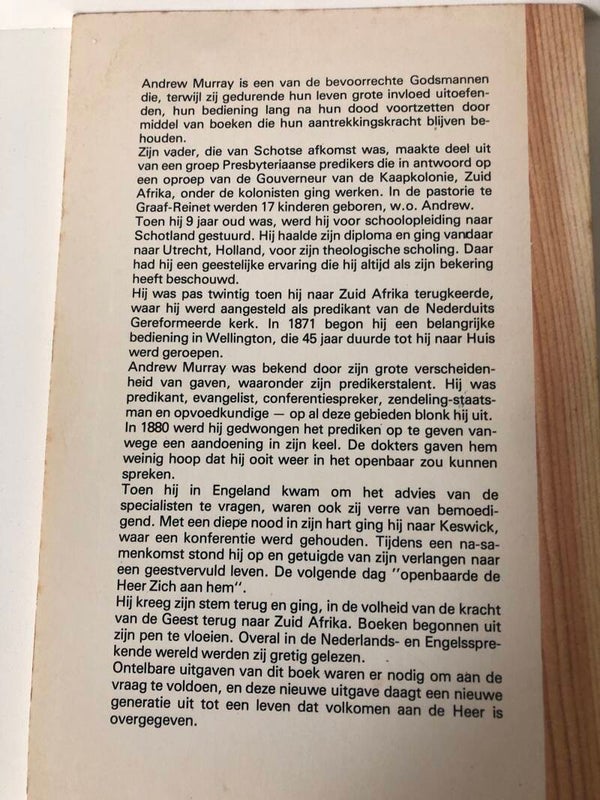 Andrew Murray is een van de bevoorrechte Godsmannen
die, terwijl zij gedurende hun leven grote invloed uitoefen-
den, hun bediening lang na hun dood voortzetten door
middel van boeken die hun aantrekkingskracht blijven be-
houden.
Zijn vader, die van Schotse afkomst was, maakte deel uit
van een groep Presbyteriaanse predikers die in antwoord op
een oproep van de Gouverneur van de Kaapkolonie, Zuid
Afrika, onder de kolonisten ging werken. In de pastorie te
Graaf-Reinet werden 17 kinderen geboren, w.o. Andrew.
Toen hij 9 jaar oud was, werd hij voor schoolopleiding naar
Schotland gestuurd. Hij haalde zijn diploma en ging vandaar
naar Utrecht, Holland, voor zijn theologische scholing. Daar
had hij een geestelijke ervaring die hij altijd als zijn bekering
heeft beschouwd.
Hij was pas twintig toen hij naar Zuid Afrika terugkeerde,
waar hij werd aangesteld als predikant van de Nederduits
Gereformeerde kerk. In 1871 begon hij een belangrijke
bediening in Wellington, die 45 jaar duurde tot hij naar Huis
werd geroepen.
Andrew Murray was bekend door zijn grote verscheiden-
heid van gaven, waaronder zijn predikerstalent. Hij was
predikant, evangelist, conferentiespreker, zendeling-staats-
man en opvoedkundige — op al deze gebieden blonk hij uit.
In 1880 werd hij gedwongen het prediken op te geven van-
wege een aandoening in zijn keel. De dokters gaven hem
weinig hoop dat hij ooit weer in het openbaar zou kunnen
spreken.
Toen hij in Engeland kwam om het advies van de
specialisten te vragen, waren ook zij verre van bemoedi-
gend. Met een diepe nood in zijn hart ging hij naar Keswick,
waar een konferentie werd gehouden. Tijdens een na-sa-
menkomst stond hij op en getuigde van zijn verlangen naar
een geestvervuld leven. De volgende dag "openbaarde de
Heer Zich aan hem".
Hij kreeg zijn stem terug en ging, in de volheid van de kracht
van de Geest terug naar Zuid Afrika. Boeken begonnen uit
zijn pen te vloeien. Overal in de Nederlands- en Engelsspre-
kende wereld werden zij gretig gelezen.
Ontelbare uitgaven van dit boek waren er nodig om aan de
vraag te voldoen, en deze nieuwe uitgave daagt een nieuwe
generatie uit tot een leven dat volkomen aan de Heer is
overgegeven.